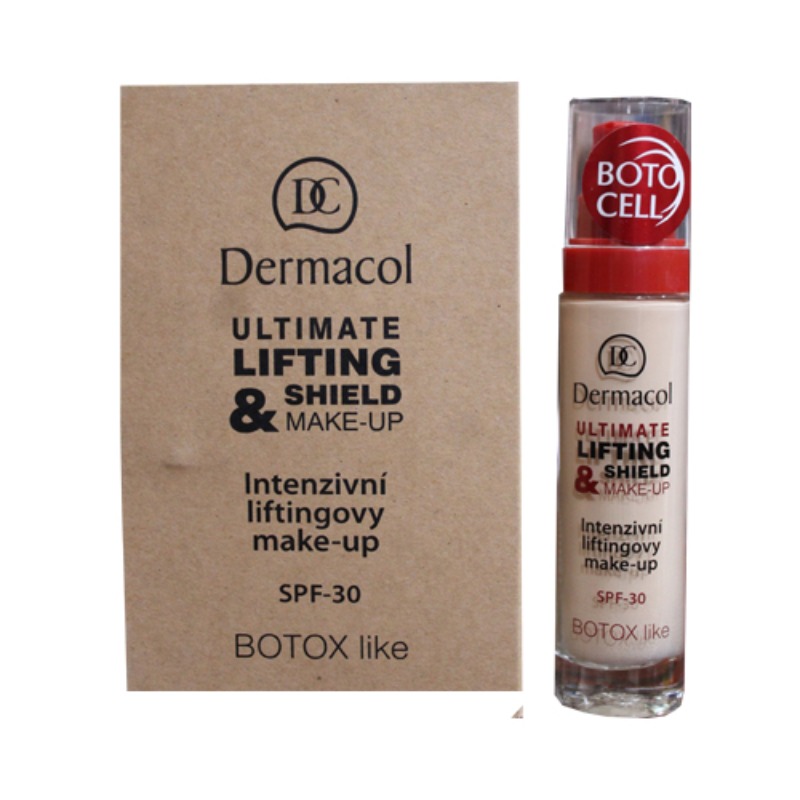 DC
Dermacol
ULTIMATE
LIFTING
& SHIELD
MAKE-UP
Intenzivní
liftingovy
make-up
SPF-30
BOTOX like
BOTO
CELL
DC
Dermacol
ULTIMATE
LIFTING
& SHIELD
MAKE-UP
Intenzivní
liftingovy
make-up
SPF-30
BOTOX like